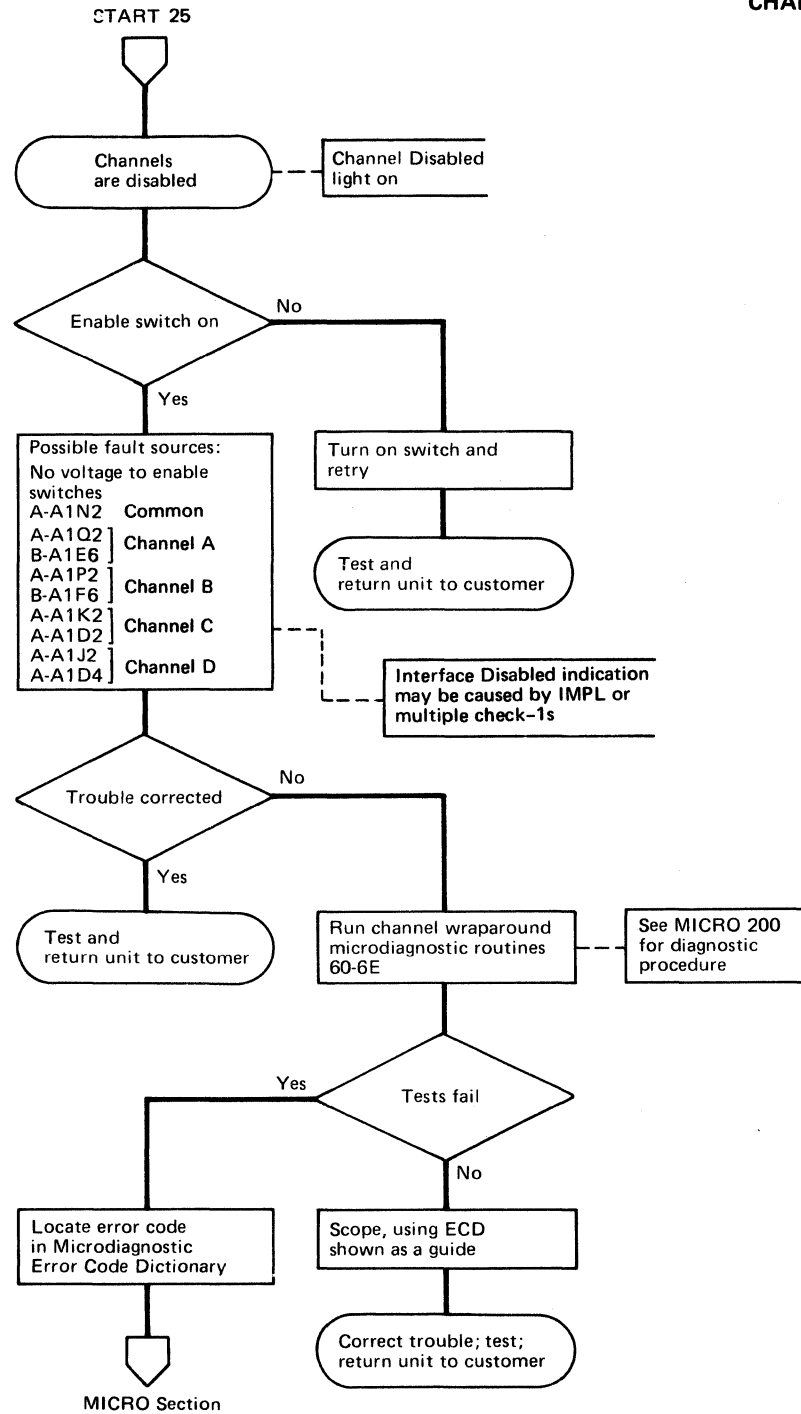 START 25
Channels
are disabled
Channel Disabled
light on
Enable switch on
No
Yes
Possible fault sources:
No voltage to enable
switches
A-A1N2 Common
A-A1Q2
B-A1E6 Channel A
A-A1P2
B-A1F6 Channel B
A-A1K2
A-A1D2 Channel C
A-A1J2
A-A1D4 Channel D
Turn on switch and
retry
Test and
return unit to customer
Interface Disabled indication
may be caused by IMPL or
multiple check-1s
Trouble corrected
No
Yes
Test and
return unit to customer
Run channel wraparound
microdiagnostic routines
60-6E
See MICRO 200
for diagnostic
procedure
Tests fail
Yes
No
Locate error code
in Microdiagnostic
Error Code Dictionary
Scope, using ECD
shown as a guide
Correct trouble; test;
return unit to customer
MICRO Section